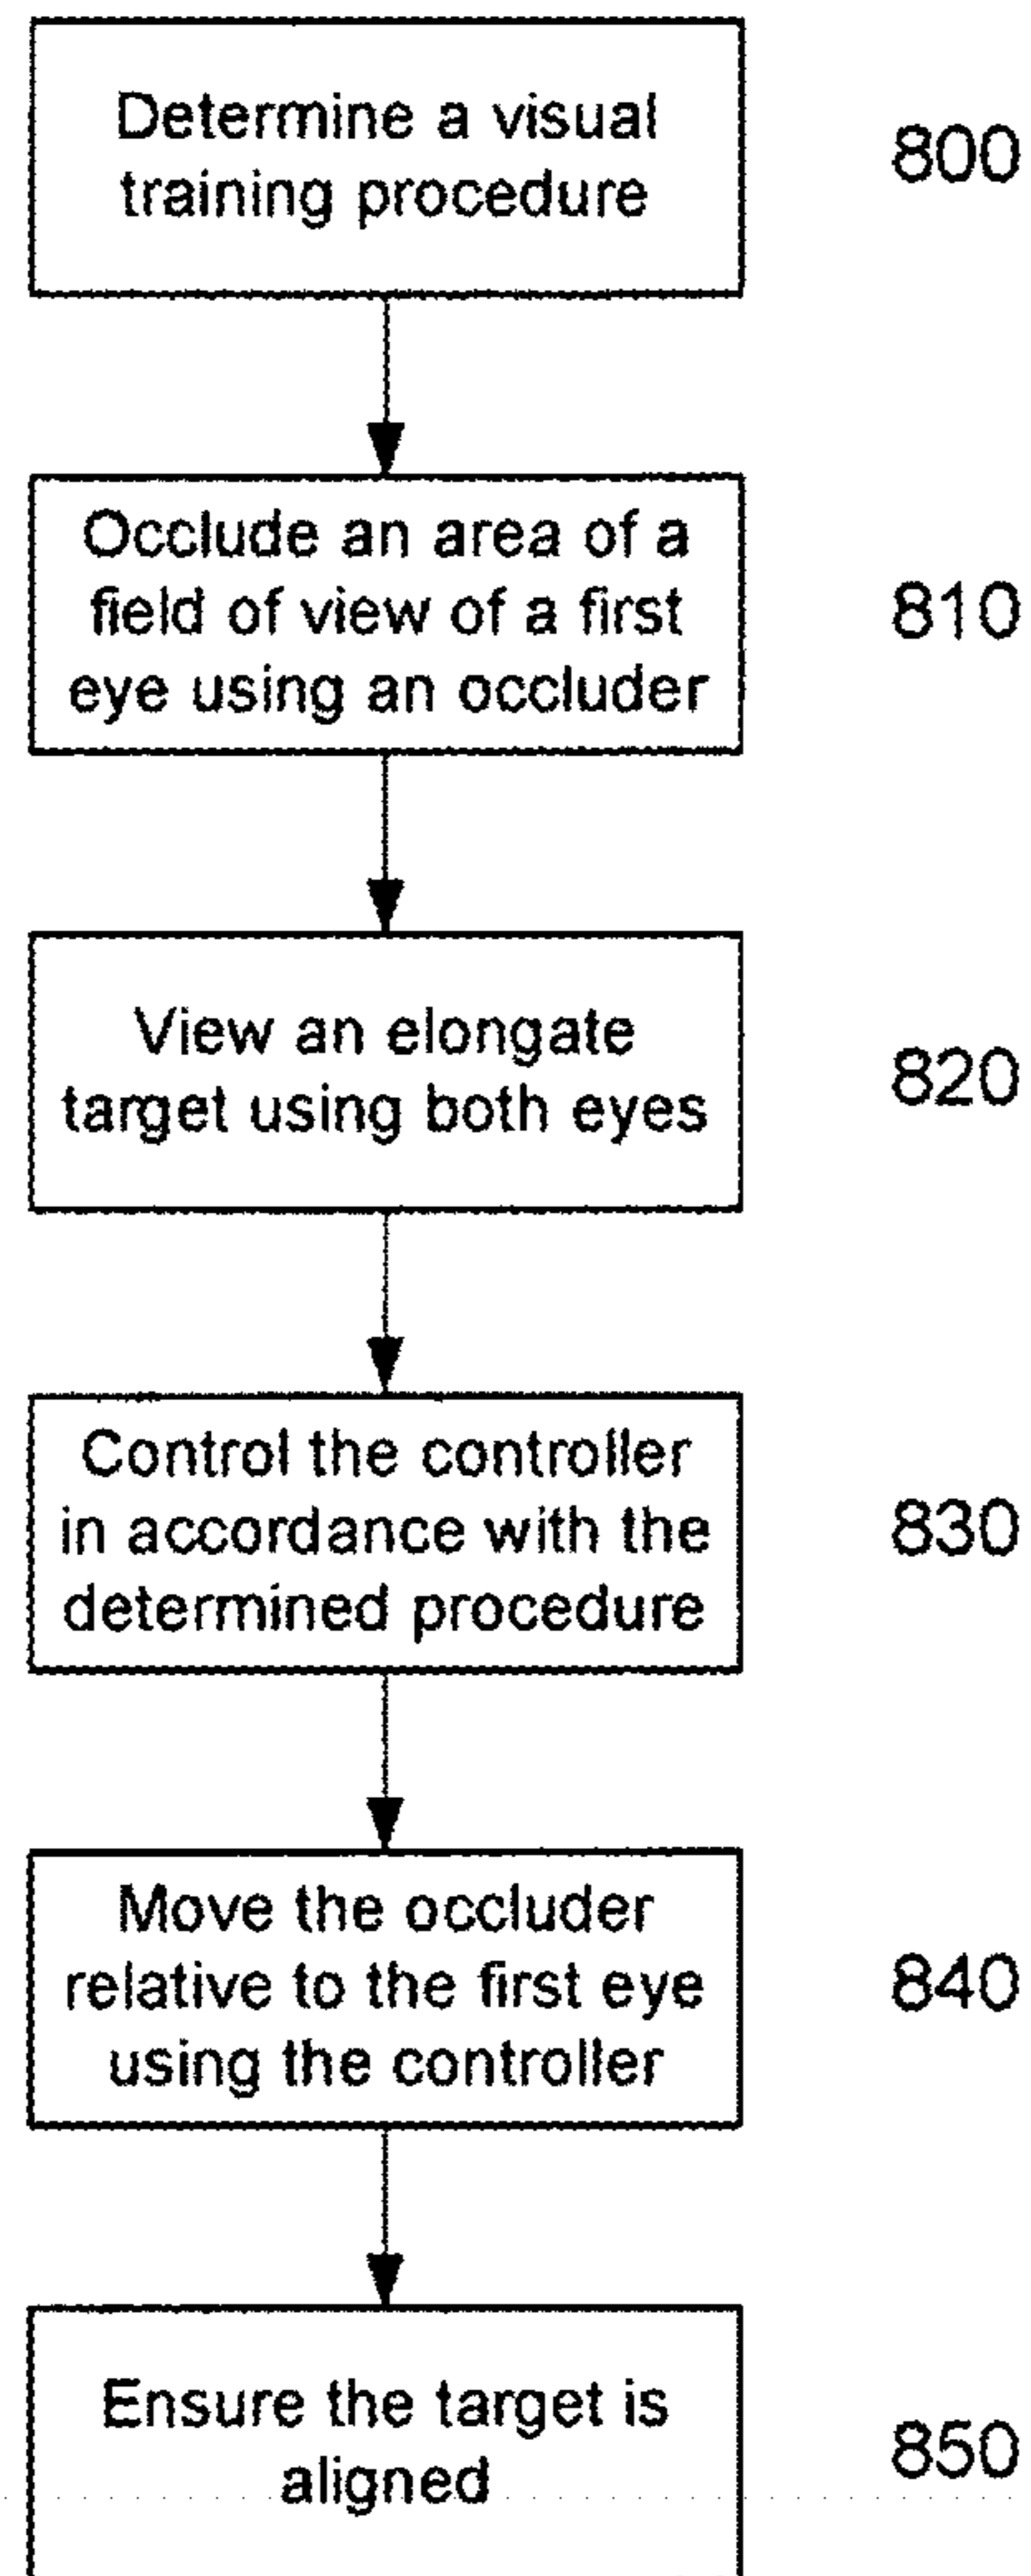 Determine a visual
training procedure
800
Occlude an area of a
field of view of a first
eye using an occluder
810
View an elongate
target using both eyes
820
Control the controller
in accordance with the
determined procedure
830
Move the occluder
relative to the first eye
using the controller
840
Ensure the target is
aligned
850